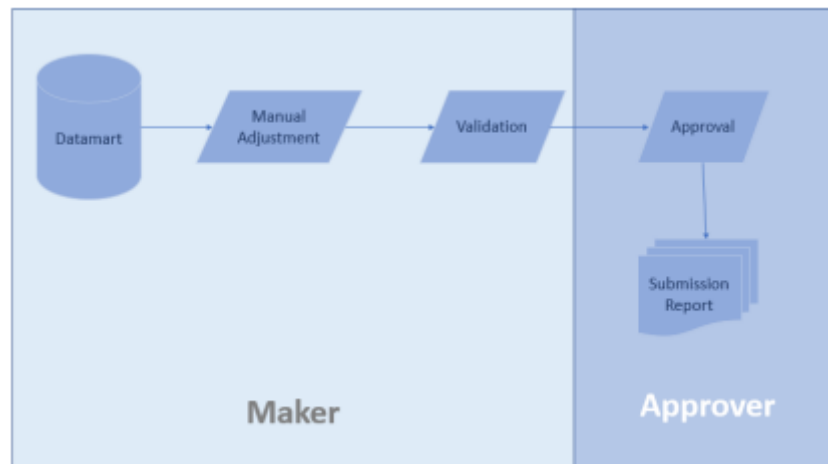 Datamart
Manual
Adjustment
Validation
Approval
Submission
Report
Maker
Approver